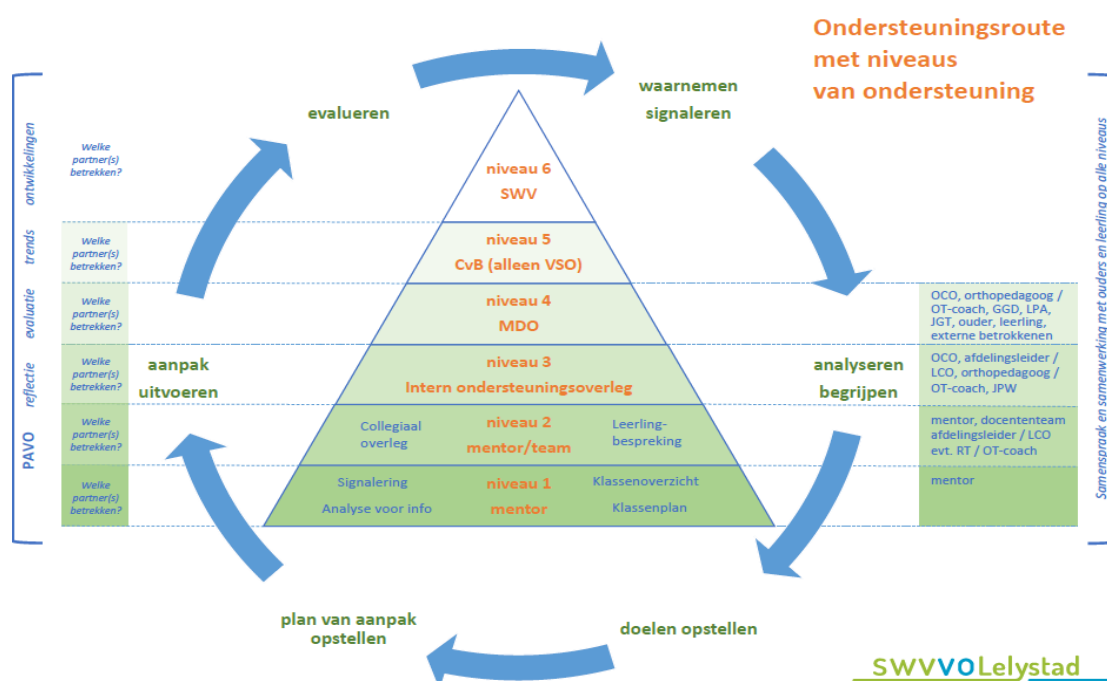 Ondersteuningsroute
met niveaus
van ondersteuning
waarnemen
signaleren
evalueren
analyseren
begrijpen
doelen opstellen
plan van aanpak
opstellen
aanpak
uitvoeren
PAVO
reflectie
evaluatie
trends
ontwikkelingen
Welke
partner(s)
betrekken?
Welke
partner(s)
betrekken?
Welke
partner(s)
betrekken?
Welke
partner(s)
betrekken?
Welke
partner(s)
betrekken?
Welke
partner(s)
betrekken?
niveau 6
SWV
niveau 5
CvB (alleen VSO)
niveau 4
MDO
niveau 3
Intern ondersteuningsoverleg
Collegiaal
overleg
niveau 2
mentor/team
Leerling-
bespreking
Signalering
Analyse voor info
niveau 1
mentor
Klassenoverzicht
Klassenplan
OCO, orthopedagoog /
OT-coach, GGD, LPA,
JGT, ouder, leerling,
externe betrokkenen
OCO, afdelingsleider /
LCO, orthopedagoog /
OT-coach, JPW
mentor, docententeam
afdelingsleider / LCO
evt. RT / OT-coach
mentor
Samenspraak en samenwerking met ouders en leerling op alle niveaus
SWVVOLelystad